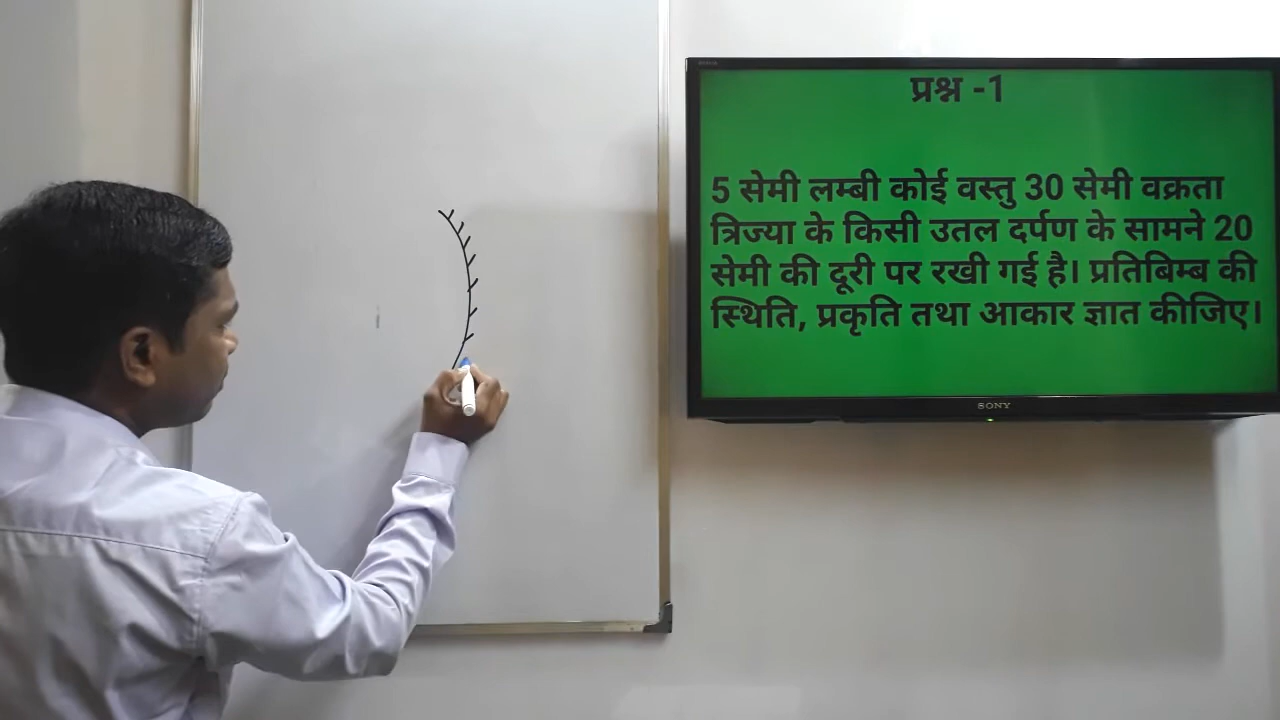 प्रश्न -1
5 सेमी लम्बी कोई वस्तु 30 सेमी वक्रता
त्रिज्या के किसी उतल दर्पण के सामने 20
सेमी की दूरी पर रखी गई है। प्रतिबिम्ब की
स्थिति, प्रकृति तथा आकार ज्ञात कीजिए।
SONY